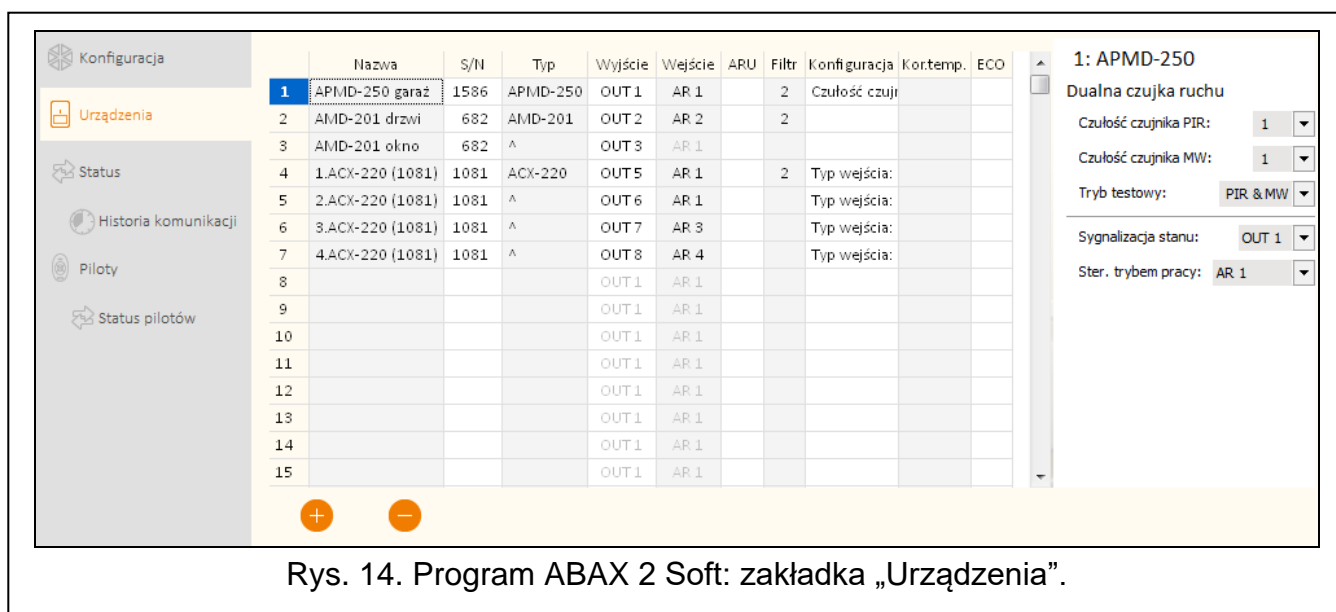 Konfiguracja
Urządzenia
Status
Historia komunikacji
Piloty
Status pilotów
Nazwa S/N Typ Wyjście Wejście ARU Filtr Konfiguracja Kor.temp. ECO
1 APMD-250 garaż 1586 APMD-250 OUT 1 AR 1 2 Czułość czujn
2 AMD-201 drzwi 682 AMD-201 OUT 2 AR 2 2
3 AMD-201 okno 682 ^ OUT 3 AR 1
4 1.ACX-220 (1081) 1081 ACX-220 OUT 5 AR 1 2 Typ wejścia:
5 2.ACX-220 (1081) 1081 ^ OUT 6 AR 1 Typ wejścia:
6 3.ACX-220 (1081) 1081 ^ OUT 7 AR 3 Typ wejścia:
7 4.ACX-220 (1081) 1081 ^ OUT 8 AR 4 Typ wejścia:
8 OUT 1 AR 1
9 OUT 1 AR 1
10 OUT 1 AR 1
11 OUT 1 AR 1
12 OUT 1 AR 1
13 OUT 1 AR 1
14 OUT 1 AR 1
15 OUT 1 AR 1
1: APMD-250
Dualna czujka ruchu
Czułość czujnika PIR: 1
Czułość czujnika MW: 1
Tryb testowy: PIR & MW
Sygnalizacja stanu: OUT 1
Ster. trybem pracy: AR 1
Rys. 14. Program ABAX 2 Soft: zakładka „Urządzenia”.